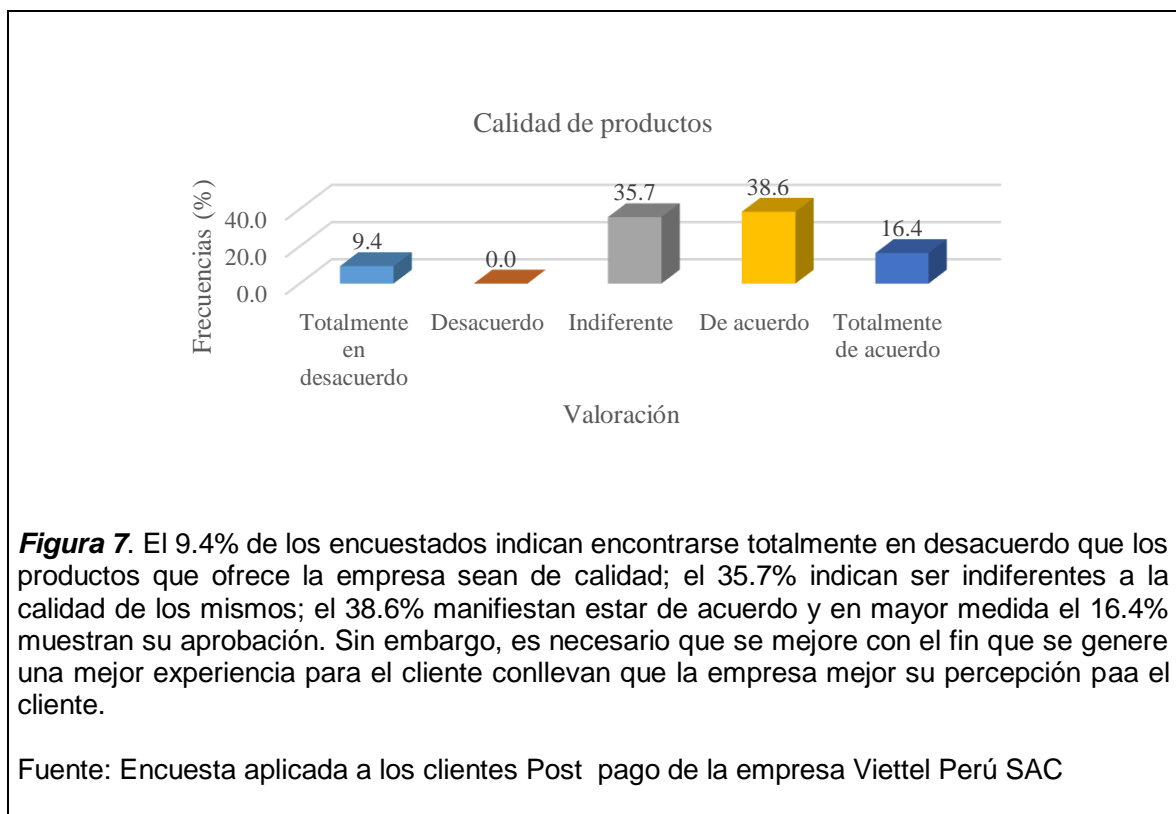 Calidad de productos
Frecuencias (%)
40.0
20.0
0.0
9.4
0.0
35.7
38.6
16.4
Totalmente
en
desacuerdo
Desacuerdo
Indiferente
De acuerdo
Totalmente
de acuerdo
Valoración
Figura 7. El 9.4% de los encuestados indican encontrarse totalmente en desacuerdo que los
productos que ofrece la empresa sean de calidad; el 35.7% indican ser indiferentes a la
calidad de los mismos; el 38.6% manifiestan estar de acuerdo y en mayor medida el 16.4%
muestran su aprobación. Sin embargo, es necesario que se mejore con el fin que se genere
una mejor experiencia para el cliente conllevan que la empresa mejor su percepción paa el
cliente.
Fuente: Encuesta aplicada a los clientes Post pago de la empresa Viettel Perú SAC